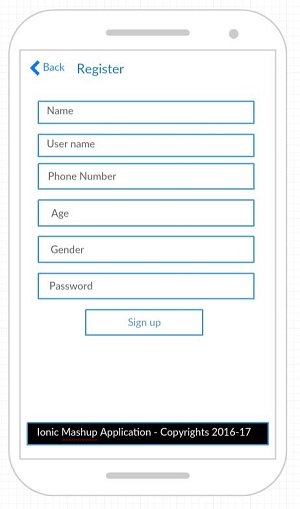 Back Register
Name
User name
Phone Number
Age
Gender
Password
Sign up
Ionic Mashup Application - Copyrights 2016-17